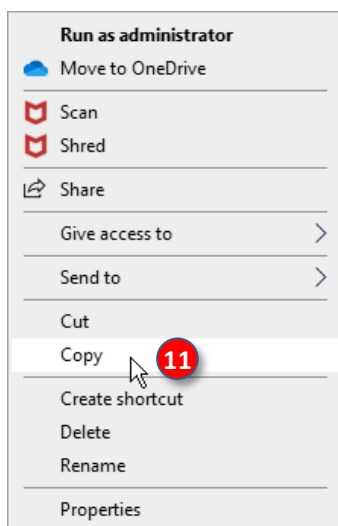 Run as administrator
Move to OneDrive
Scan
Shred
Share
Give access to
Send to
Cut
Copy
11
Create shortcut
Delete
Rename
Properties